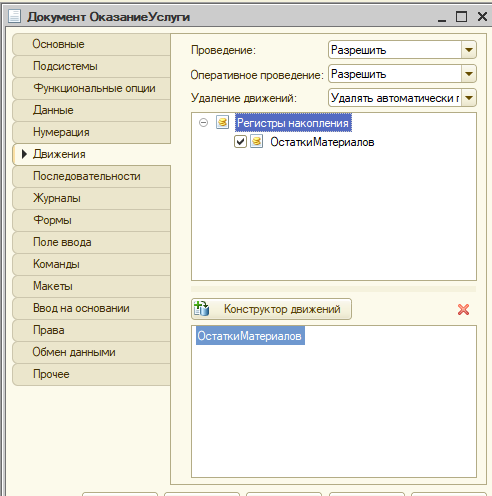 Документ ОказаниеУслуги
Основные
Подсистемы
Функциональные опции
Данные
Нумерация
Движения
Последовательности
Журналы
Формы
Поле ввода
Команды
Макеты
Ввод на основании
Права
Обмен данными
Прочее
Проведение: Разрешить
Оперативное проведение: Разрешить
Удаление движений: Удалять автоматически г
Регистры накопления
ОстаткиМатериалов
Конструктор движений
ОстаткиМатериалов